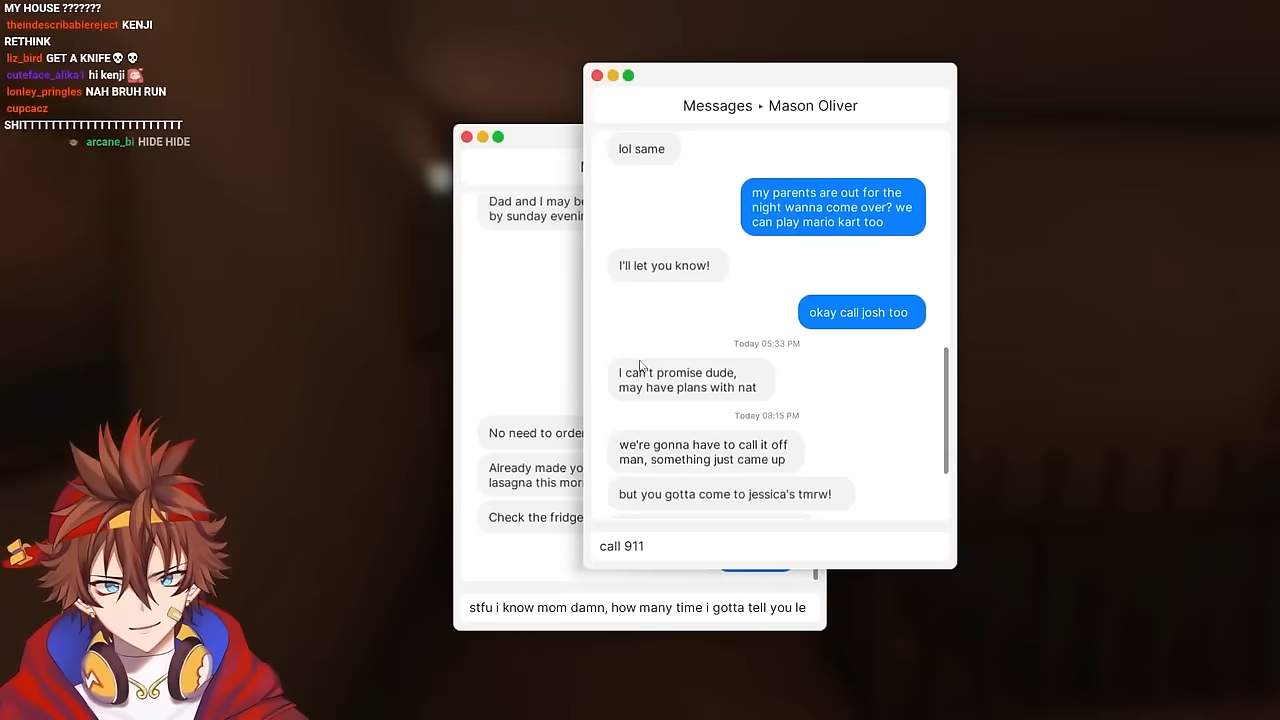 MY HOUSE ???????
theindescribablereject KENJI
RETHINK
liz_bird GET A KNIFE💀 💀
cuteface_alika1 hi kenji
lonley_pringles NAH BRUH RUN
cupcacz
SHITTTTTTTTTTTTTTTTTTTTTT
arcane_bi HIDE HIDE
Messages ▸ Mason Oliver
lol same
my parents are out for the
night wanna come over? we
can play mario kart too
I'll let you know!
okay call josh too
Today 05:33 PM
I can't promise dude,
may have plans with nat
Today 08:15 PM
we're gonna have to call it off
man, something just came up
but you gotta come to jessica's tmrw!
call 911
Dad and I may be
by sunday evenin
No need to order
Already made yo
lasagna this mor
Check the fridge
stfu i know mom damn, how many time i gotta tell you le